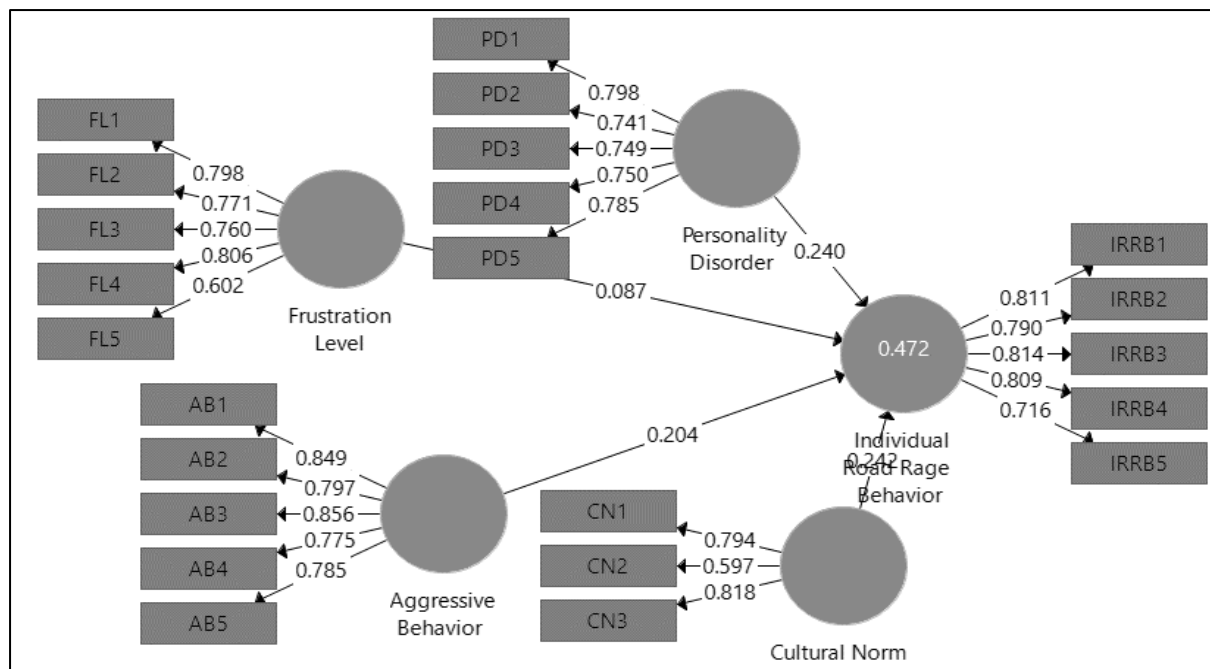 PD1
PD2
PD3
PD4
PD5
0.798
0.741
0.749
0.750
0.785
Personality
Disorder
FL1
FL2
FL3
FL4
FL5
0.798
0.771
0.760
0.806
0.602
Frustration
Level
0.240
0.087
0.472
Individual
Road Rage
Behavior
0.811
0.790
0.814
0.809
0.716
IRRB1
IRRB2
IRRB3
IRRB4
IRRB5
AB1
AB2
AB3
AB4
AB5
0.849
0.797
0.856
0.775
0.785
Aggressive
Behavior
0.204
0.242
CN1
CN2
CN3
0.794
0.597
0.818
Cultural Norm